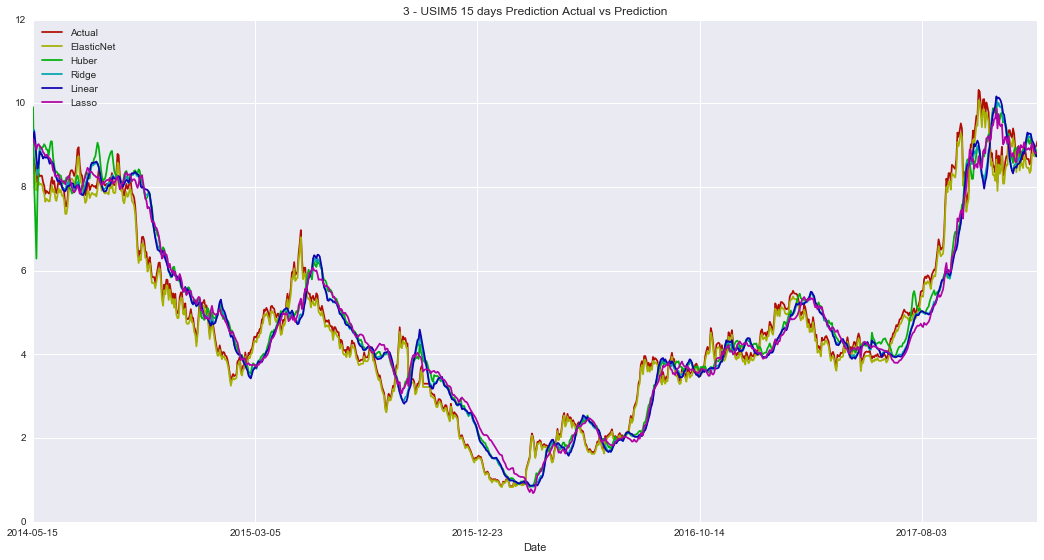 3 - USIM5 15 days Prediction Actual vs Prediction
12
10
8
6
4
2
0
Actual
ElasticNet
Huber
Ridge
Linear
Lasso
2014-05-15
2015-03-05
2015-12-23
2016-10-14
2017-08-03
Date